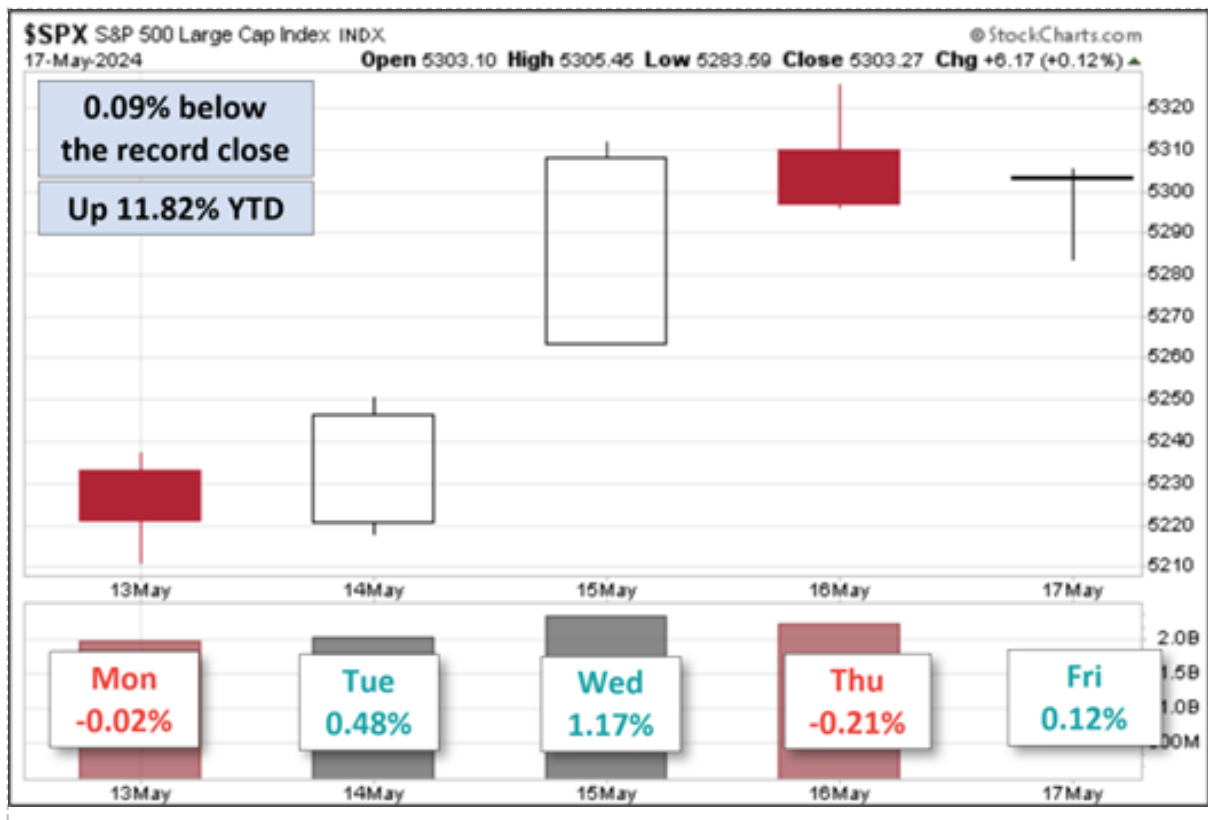 $SPX S&P 500 Large Cap Index INDX @StockCharts.com
17-May-2024 Open 5303.10 High 5305.45 Low 5283.59 Close 5303.27 Chg +6.17 (+0.12%)
0.09% below
the record close
Up 11.82% YTD
5320
5310
5300
5290
5280
5270
5260
5250
5240
5230
5220
5210
13May 14May 15May 16May 17May
2.0B
Mon Tue Wed Thu Fri 1.5B
-0.02% 0.48% 1.17% -0.21% 0.12% 1.0B
00M
13May 14May 15May 16May 17May